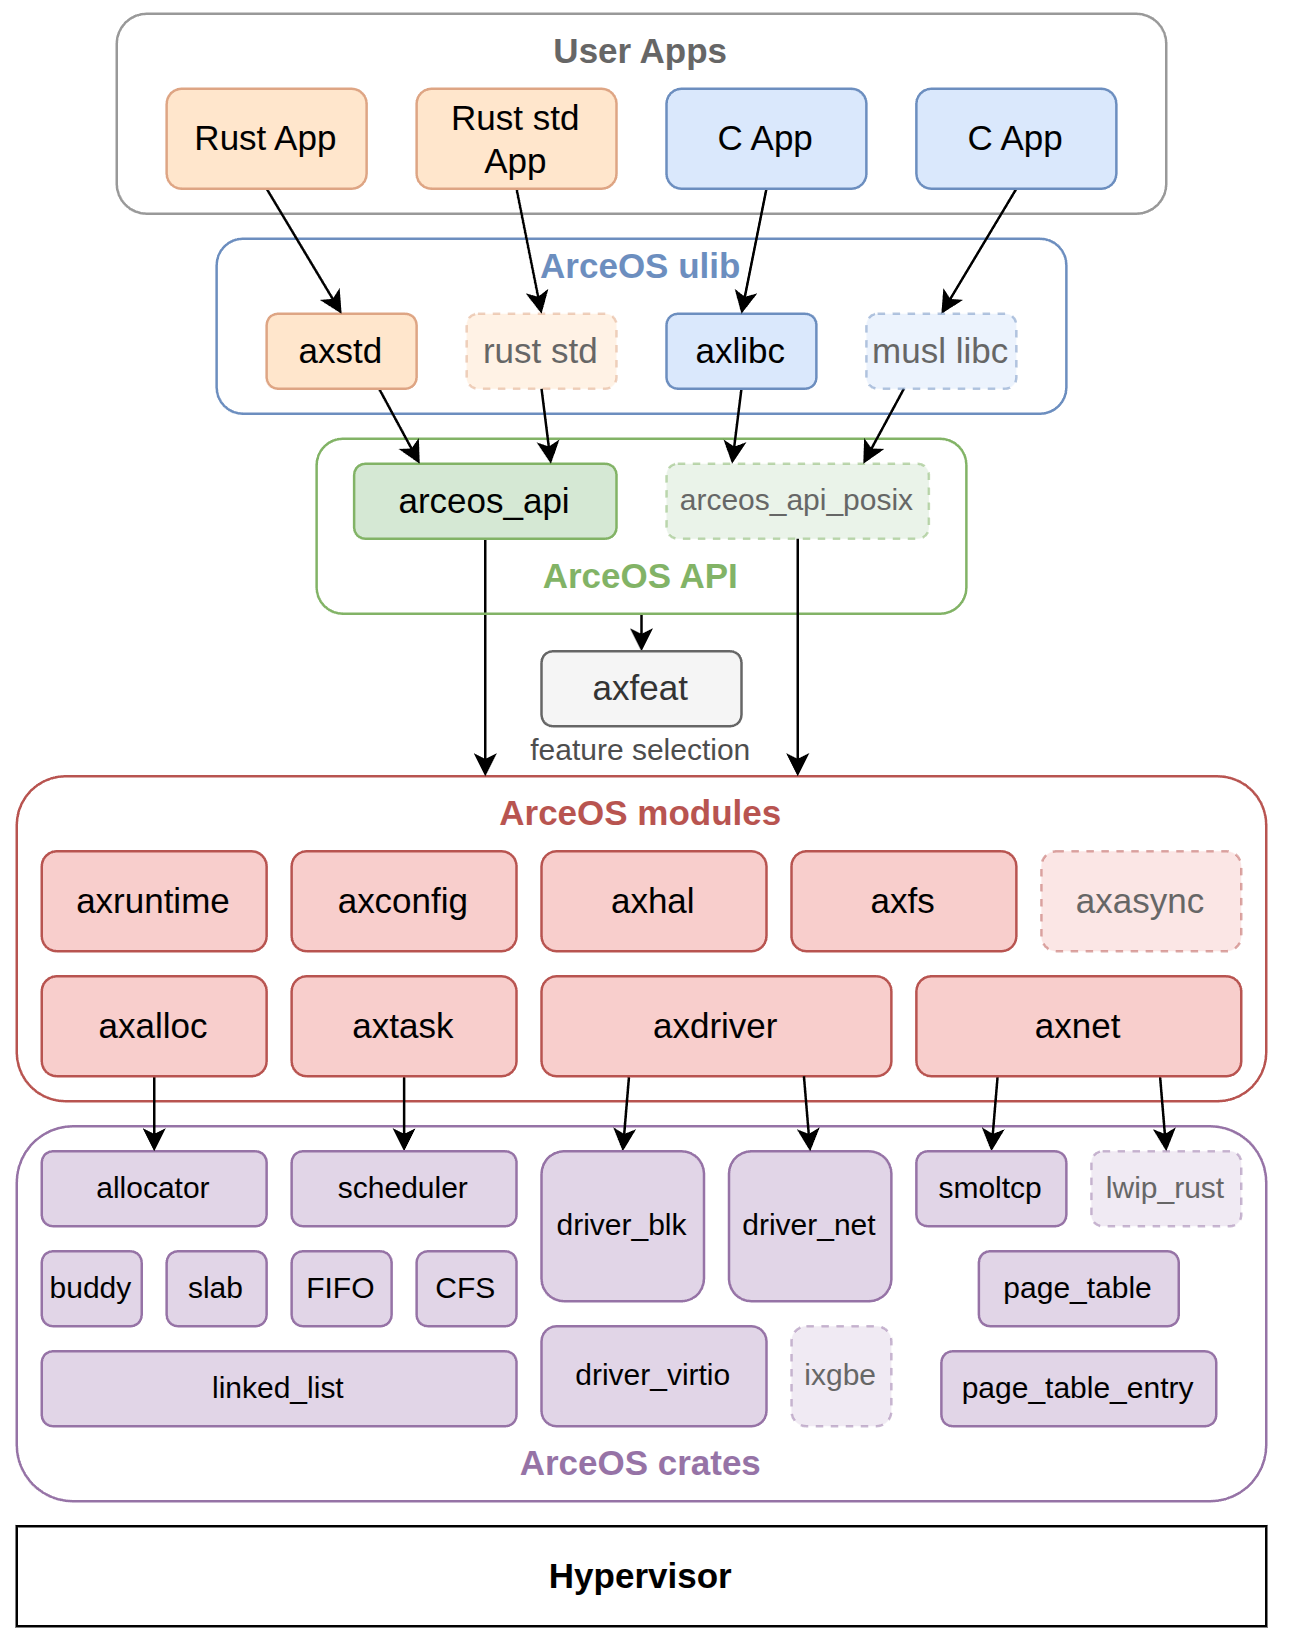 User Apps
Rust App
Rust std
App
C App
C App
ArceOS ulib
axstd
rust std
axlibc
musl libc
arceos_api
arceos_api_posix
ArceOS API
axfeat
feature selection
ArceOS modules
axruntime
axconfig
axhal
axfs
axasync
axalloc
axtask
axdriver
axnet
allocator
scheduler
driver_blk
driver_net
smoltcp
lwip_rust
buddy
slab
FIFO
CFS
page_table
linked_list
driver_virtio
ixgbe
page_table_entry
ArceOS crates
Hypervisor